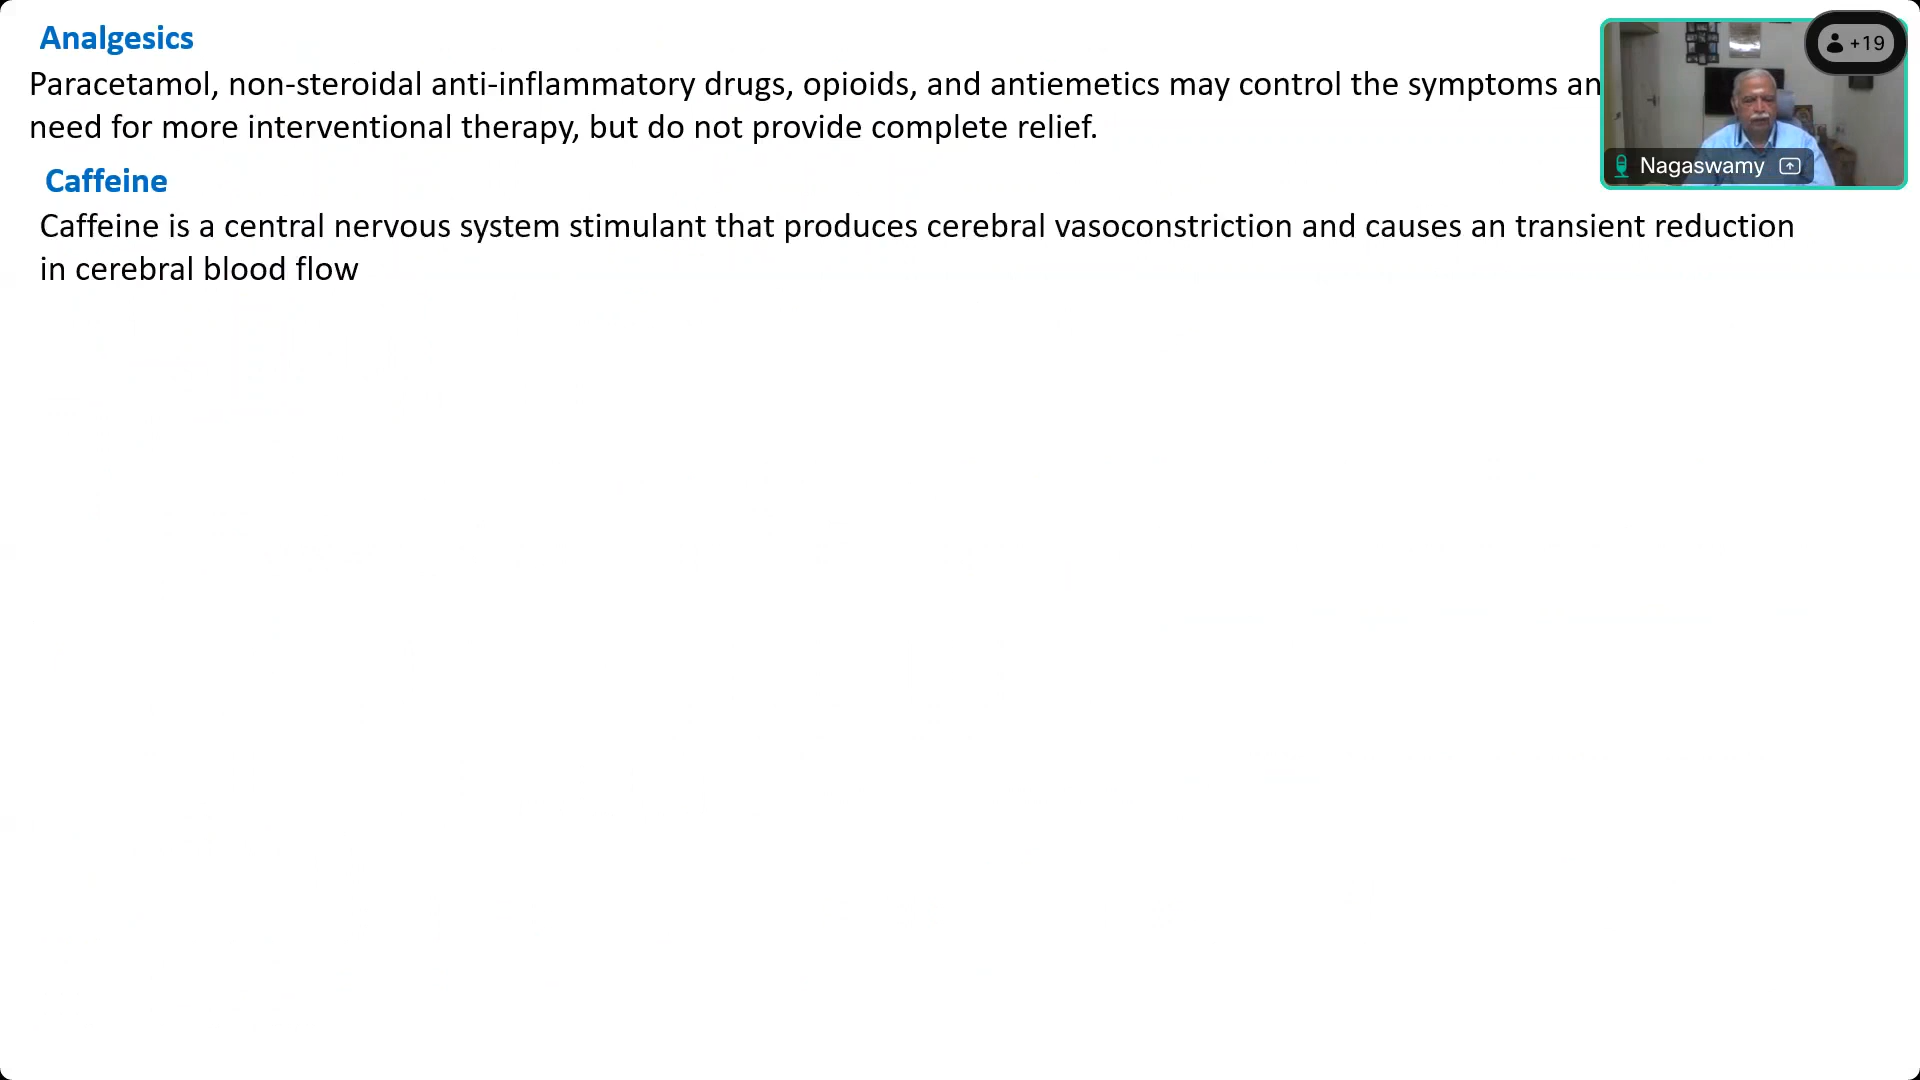 Analgesics
Paracetamol, non-steroidal anti-inflammatory drugs, opioids, and antiemetics may control the symptoms an
need for more interventional therapy, but do not provide complete relief.
Caffeine
Caffeine is a central nervous system stimulant that produces cerebral vasoconstriction and causes an transient reduction
in cerebral blood flow
+19
Nagaswamy